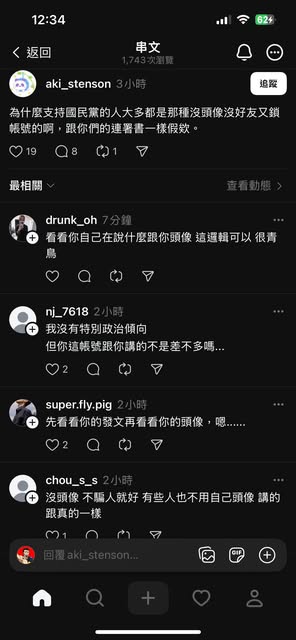 12:34
62
返回
串文
1,743次瀏覽
aki_stenson 3小時
追蹤
為什麼支持國民黨的人大多都是那種沒頭像沒好友又鎖
帳號的啊，跟你們的連署書一樣假欸。
19 8 1
最相關
查看動態
drunk_oh 7分鐘
看看你自己在說什麼跟你頭像 這邏輯可以 很青
鳥
nj_7618 2小時
我沒有特別政治傾向
但你這帳號跟你講的不是差不多嗎...
2
super.fly.pig 2小時
先看看你的發文再看看你的頭像，嗯......
2
chou_s_s 2小時
沒頭像 不騙人就好 有些人也不用自己頭像 講的
跟真的一樣
1
回覆 aki_stenson...
GIF